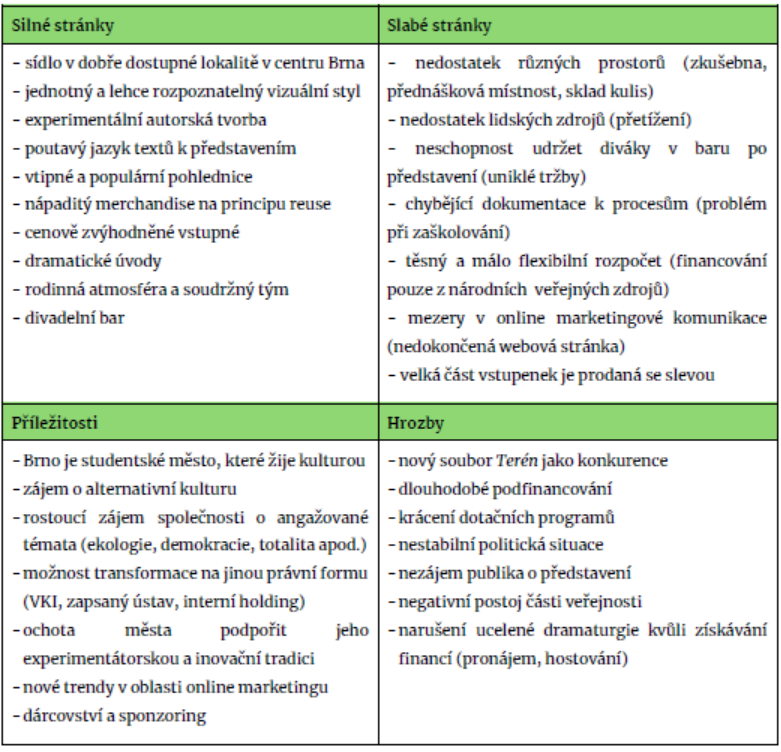 Silné stránky
– sídlo v dobře dostupné lokalitě v centru Brna
– jednotný a lehce rozpoznatelný vizuální styl
– experimentální autorská tvorba
– poutavý jazyk textů k představením
– vtipné a populární pohlednice
– nápaditý merchandise na principu reuse
– cenově zvýhodněné vstupné
– dramatické úvody
– rodinná atmosféra a soudržný tým
– divadelní bar
Slabé stránky
– nedostatek různých prostorů (zkušebna,
přednášková místnost, sklad kulis)
– nedostatek lidských zdrojů (přetížení)
– neschopnost udržet diváky v baru po
představení (uniklé tržby)
– chybějící dokumentace k procesům (problém
při zaškolování)
– těsný a málo flexibilní rozpočet (financování
pouze z národních veřejných zdrojů)
– mezery v online marketingové komunikace
(nedokončená webová stránka)
– velká část vstupenek je prodaná se slevou
Příležitosti
– Brno je studentské město, které žije kulturou
– zájem o alternativní kulturu
– rostoucí zájem společnosti o angažované
témata (ekologie, demokracie, totalita apod.)
– možnost transformace na jinou právní formu
(VKI, zapsaný ústav, interní holding)
– ochota města podpořit jeho
experimentátorskou a inovační tradici
– nové trendy v oblasti online marketingu
– dárcovství a sponzoring
Hrozby
– nový soubor Terén jako konkurence
– dlouhodobé podfinancování
– krácení dotačních programů
– nestabilní politická situace
– nezájem publika o představení
– negativní postoj části veřejnosti
– narušení ucelené dramaturgie kvůli získávání
financí (pronájem, hostování)